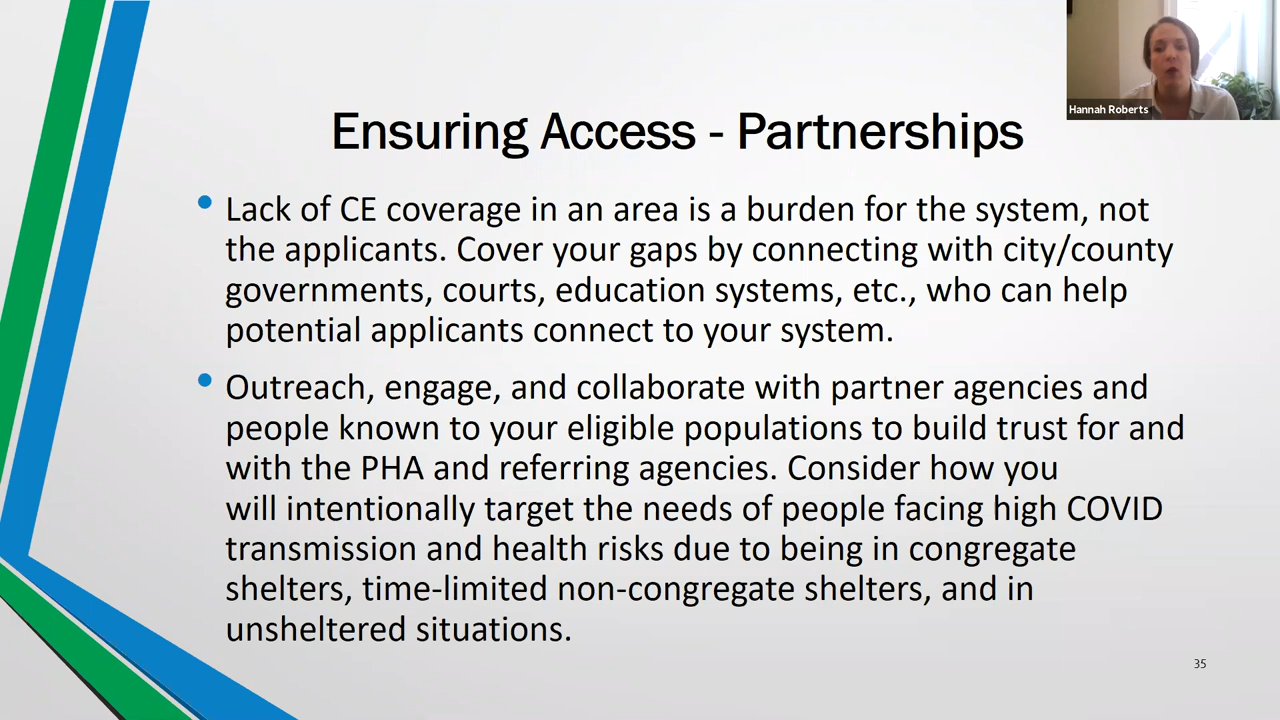 Hannah Roberts
Ensuring Access - Partnerships
• Lack of CE coverage in an area is a burden for the system, not
the applicants. Cover your gaps by connecting with city/county
governments, courts, education systems, etc., who can help
potential applicants connect to your system.
• Outreach, engage, and collaborate with partner agencies and
people known to your eligible populations to build trust for and
with the PHA and referring agencies. Consider how you
will intentionally target the needs of people facing high COVID
transmission and health risks due to being in congregate
shelters, time-limited non-congregate shelters, and in
unsheltered situations.
35